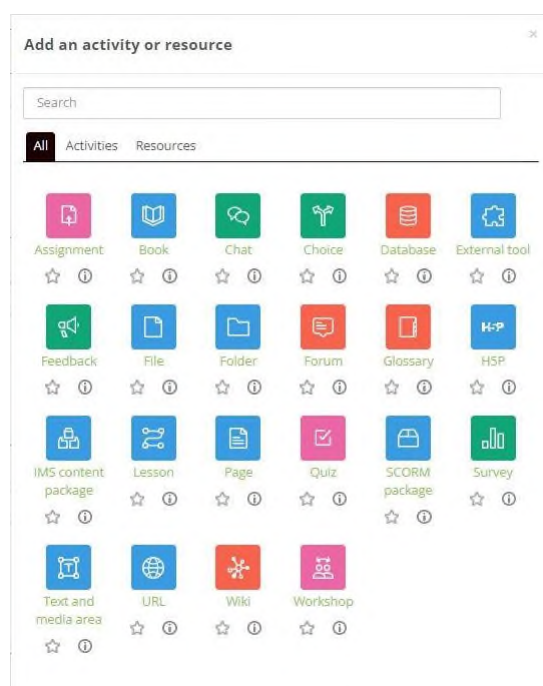 Add an activity or resource
×
Search
All Activities Resources
Assignment Book Chat Choice Database External tool
H5P
Feedback File Folder Forum Glossary H5P
IMS content package Lesson Page Quiz SCORM package Survey
T
Text and media area URL Wiki Workshop